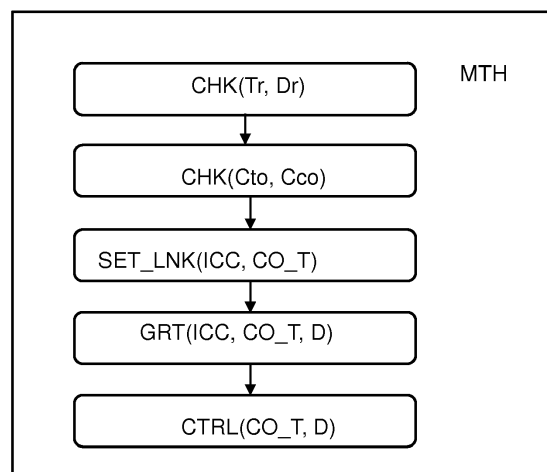 MTH
CHK(Tr, Dr)
CHK(Cto, Cco)
SET_LNK(ICC, CO_T)
GRT(ICC, CO_T, D)
CTRL(CO_T, D)